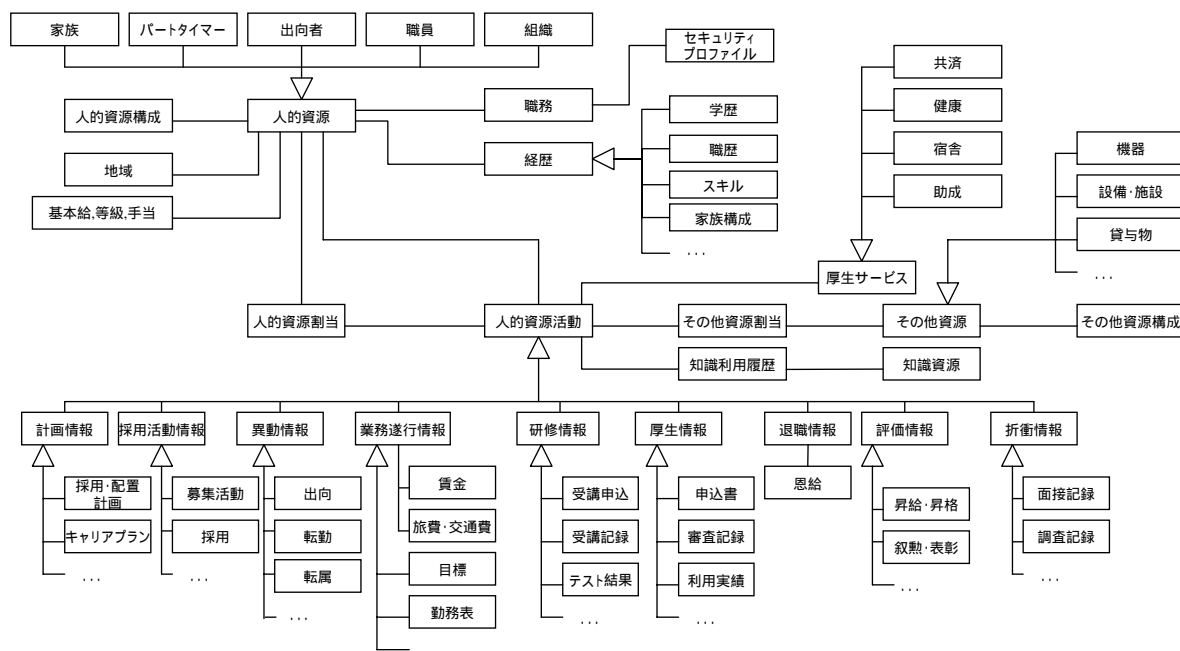 家族
パートタイマー
出向者
職員
組織
セキュリティ
プロファイル
共済
人的資源構成
人的資源
職務
学歴
健康
地域
経歴
職歴
宿舎
機器
スキル
助成
設備・施設
基本給,等級,手当
家族構成
貸与物
...
厚生サービス
...
人的資源割当
人的資源活動
その他資源割当
その他資源
その他資源構成
知識利用履歴
知識資源
計画情報
採用活動情報
異動情報
業務遂行情報
研修情報
厚生情報
退職情報
評価情報
折衝情報
採用・配置
計画
募集活動
出向
賃金
受講申込
申込書
恩給
昇給・昇格
面接記録
キャリアプラン
採用
転勤
旅費・交通費
受講記録
審査記録
叙勲・表彰
調査記録
...
...
転属
目標
テスト結果
利用実績
...
...
...
勤務表
...
...